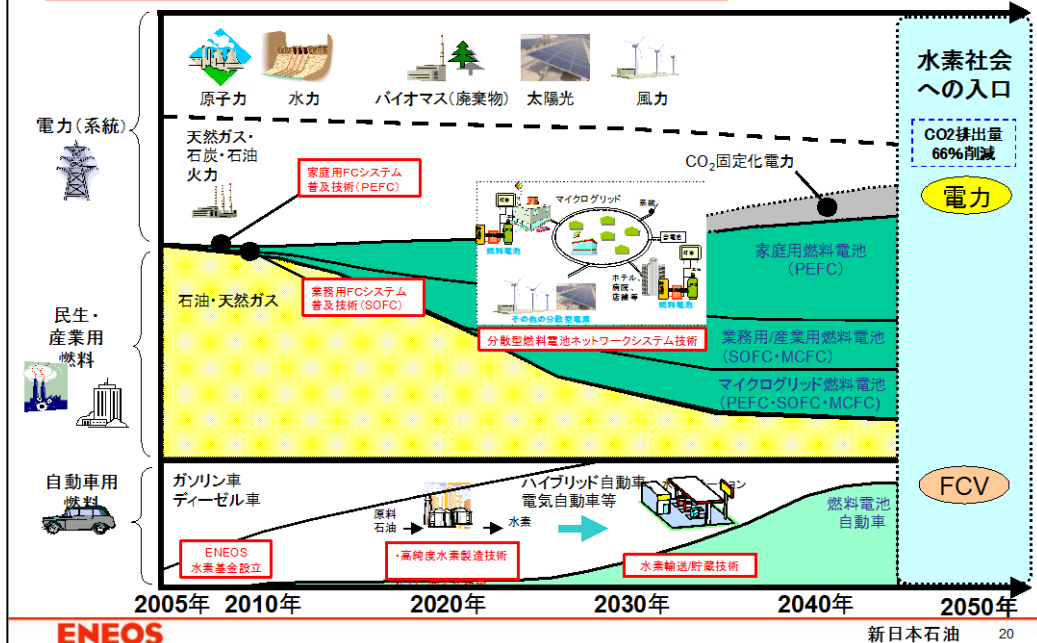 原子力
水力
バイオマス(廃棄物)
太陽光
風力
水素社会
への入口
電力(系統)
天然ガス・
石炭・石油
火力
家庭用FCシステム
普及技術(PEFC)
CO₂固定化電力
CO2排出量
66%削減
電力
マイクログリッド
系統
燃料電池
蓄電池
ホテル、
病院、
店舗等
燃料電池
その他の分散型電源
家庭用燃料電池
(PEFC)
石油・天然ガス
業務用FCシステム
普及技術(SOFC)
分散型燃料電池ネットワークシステム技術
業務用/産業用燃料電池
(SOFC・MCFC)
マイクログリッド燃料電池
(PEFC・SOFC・MCFC)
民生・
産業用
燃料
自動車用
燃料
ガソリン車
ディーゼル車
原料
石油
水素
ハイブリッド自動車
電気自動車等
燃料電池
自動車
FCV
ENEOS
水素基金設立
・高純度水素製造技術
水素輸送/貯蔵技術
2005年
2010年
2020年
2030年
2040年
2050年
ENEOS
新日本石油
20